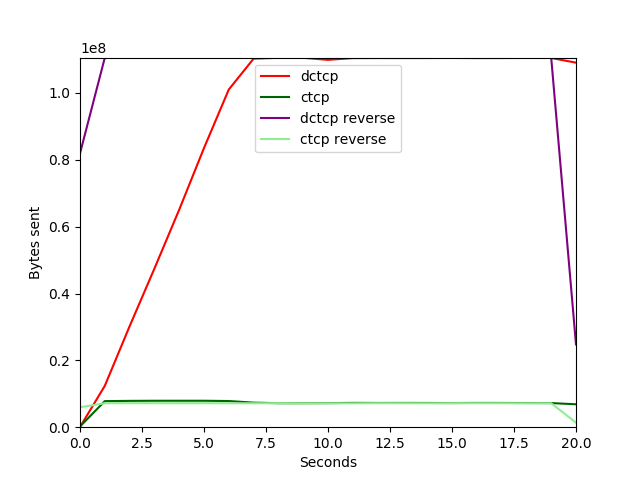 1e8
1.0
0.8
0.6
0.4
0.2
0.0
Bytes sent
dctcp
ctcp
dctcp reverse
ctcp reverse
0.0 2.5 5.0 7.5 10.0 12.5 15.0 17.5 20.0
Seconds